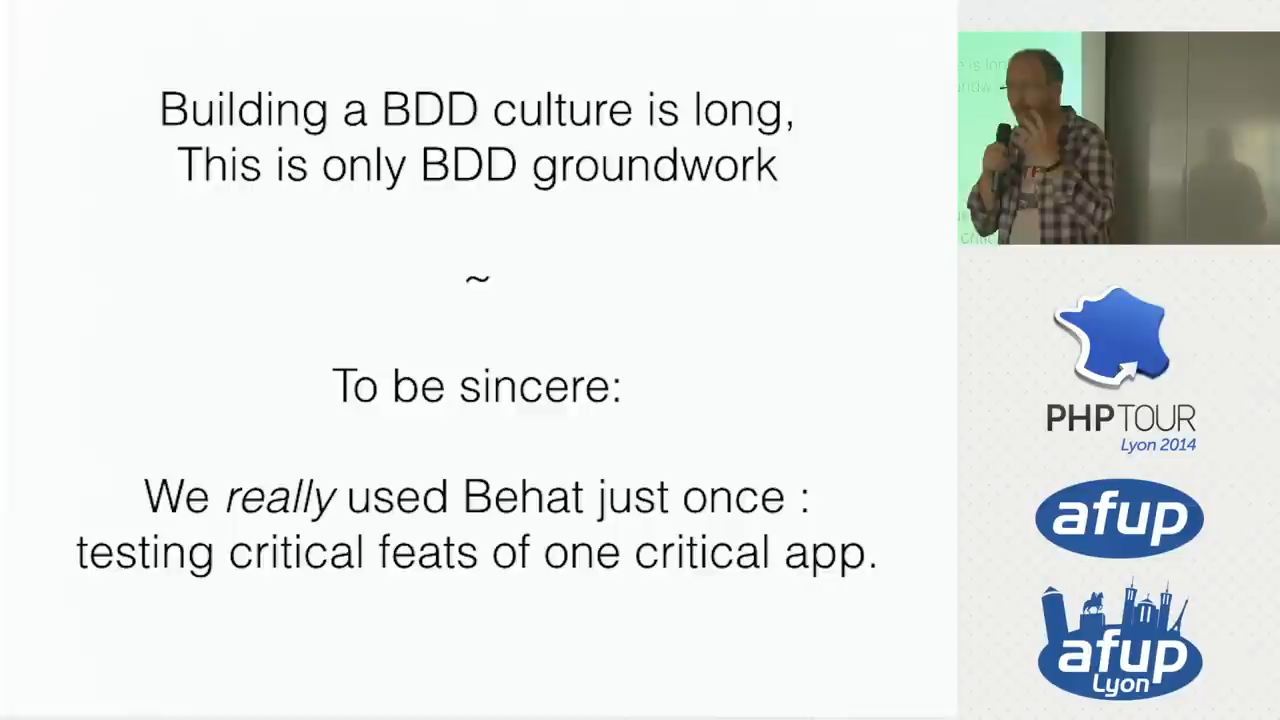 Building a BDD culture is long,
This is only BDD groundwork
~
To be sincere:
We really used Behat just once :
testing critical feats of one critical app.
PHPTOUR
Lyon 2014
afup
afup
Lyon